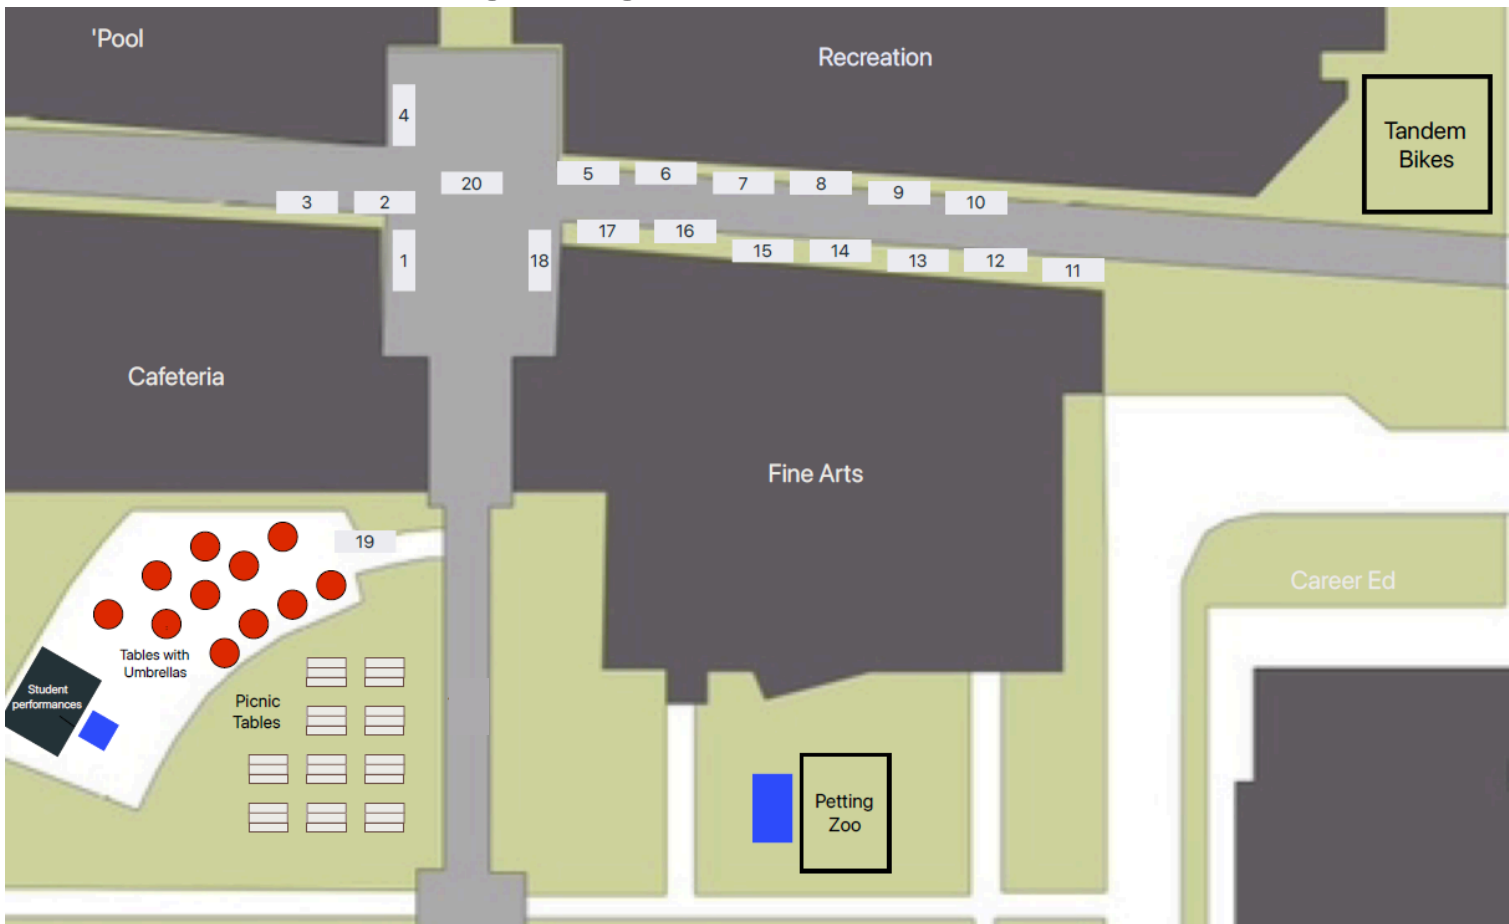 'Pool
Recreation
Tandem
Bikes
4
20
5
6
7
8
9
10
3
2
17
16
15
14
13
12
11
1
18
Cafeteria
Fine Arts
19
Career Ed
Tables with
Umbrellas
Student
performances
Picnic
Tables
Petting
Zoo